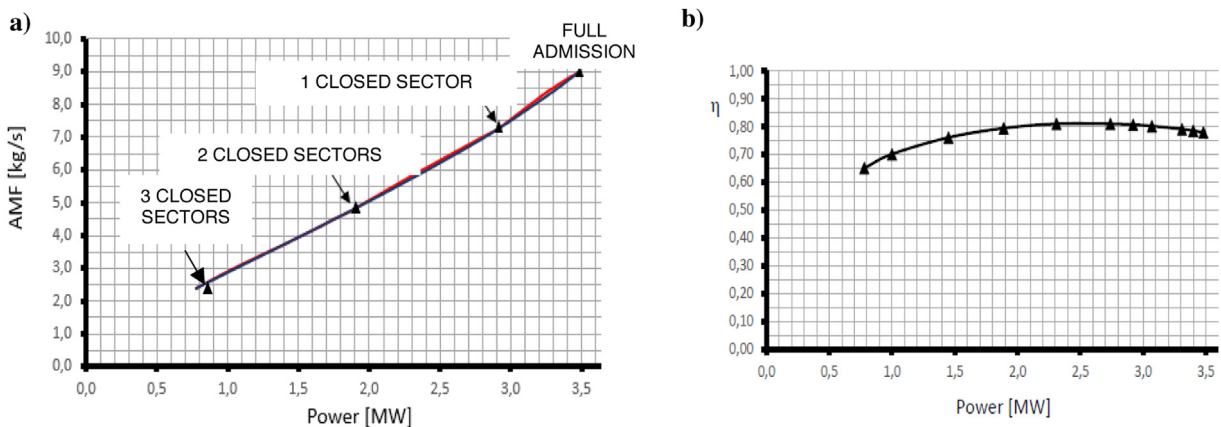 a)
AMF [kg/s]
10,0
9,0
8,0
7,0
6,0
5,0
4,0
3,0
2,0
1,0
0,0
FULL
ADMISSION
1 CLOSED SECTOR
2 CLOSED SECTORS
3 CLOSED
SECTORS
0,0 1,0 1,5 2,0 2,5 3,0 3,5
Power [MW]
b)
η
1,00
0,90
0,80
0,70
0,60
0,50
0,40
0,30
0,20
0,10
0,00
0,0 0,5 1,0 1,5 2,0 2,5 3,0 3,5
Power [MW]